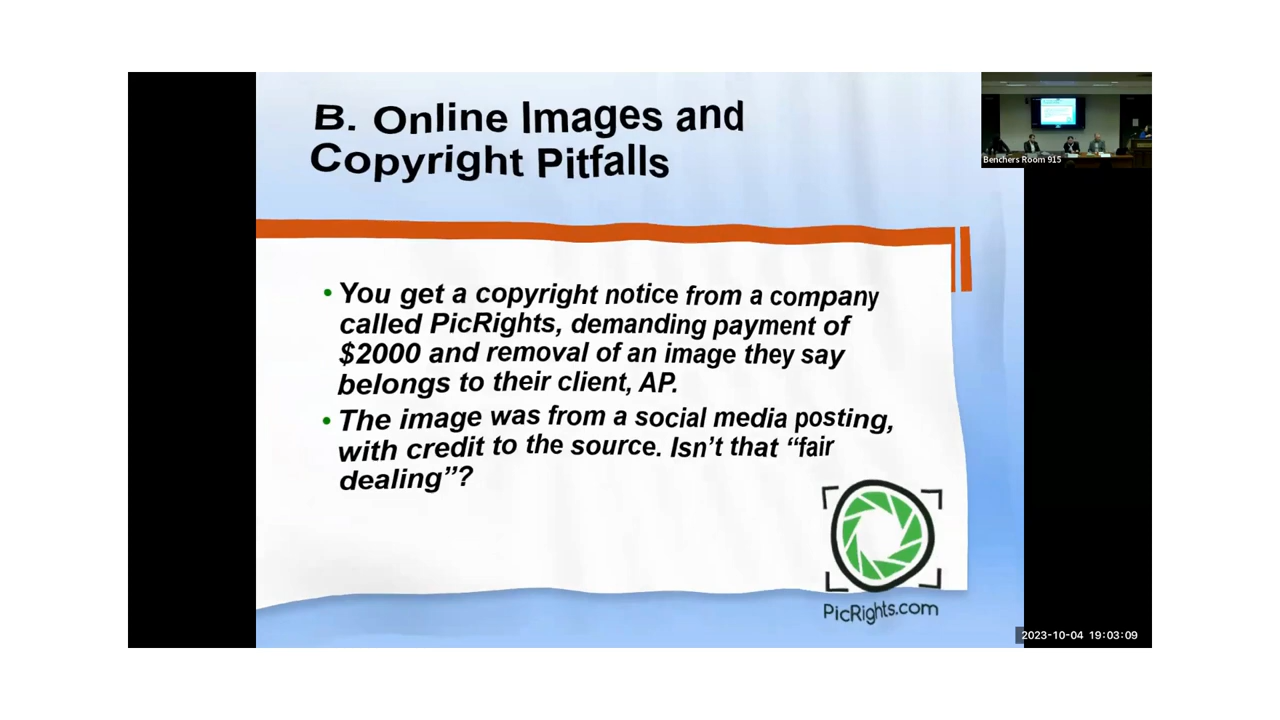 B. Online Images and
Copyright Pitfalls
Benchers Room 915
• You get a copyright notice from a company
called PicRights, demanding payment of
$2000 and removal of an image they say
belongs to their client, AP.
• The image was from a social media posting,
with credit to the source. Isn’t that “fair
dealing”?
PicRights.com
2023-10-04 19:03:09